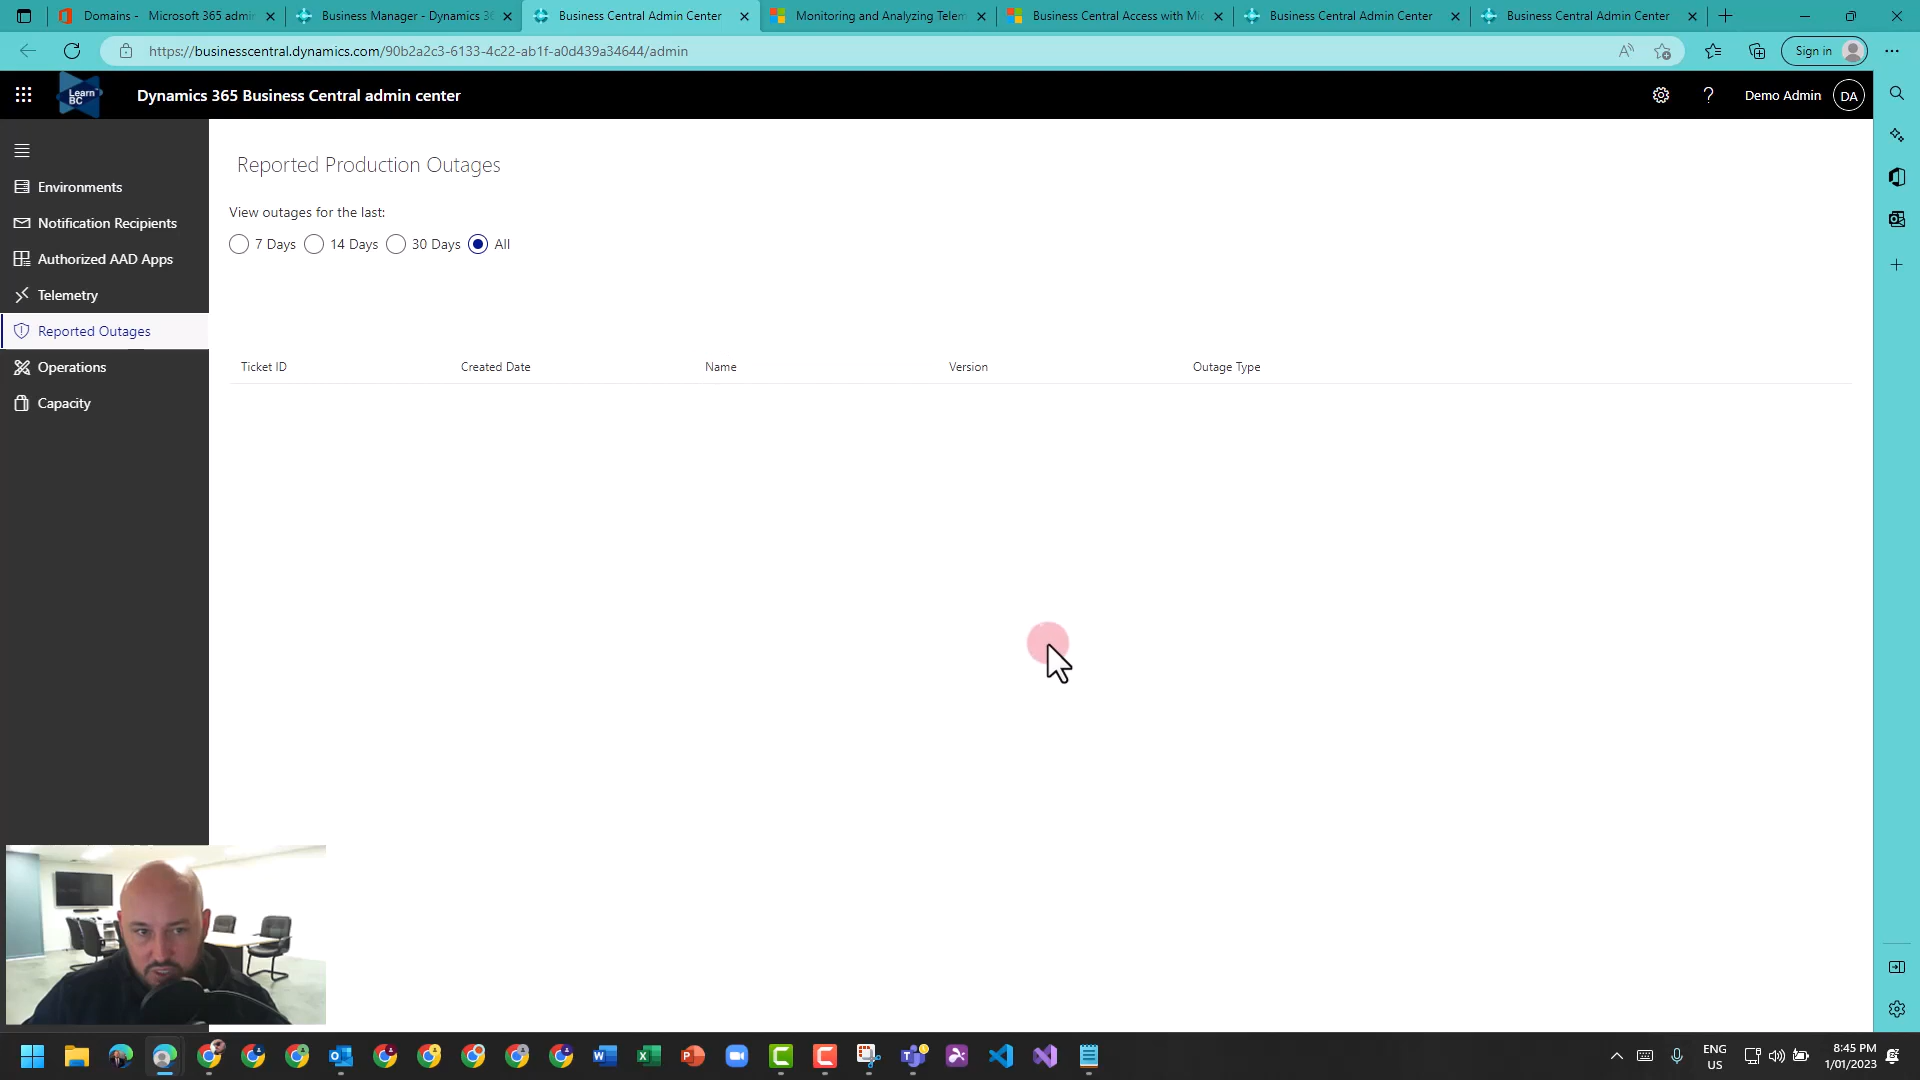 Domains - Microsoft 365 admin
Business Manager - Dynamics 36
Business Central Admin Center
Monitoring and Analyzing Telem
Business Central Access with Mic
Business Central Admin Center
Business Central Admin Center
https://businesscentral.dynamics.com/90b2a2c3-6133-4c22-ab1f-a0d439a34644/admin
Sign in
Learn
BC
Dynamics 365 Business Central admin center
Demo Admin
DA
Environments
Notification Recipients
Authorized AAD Apps
Telemetry
Reported Outages
Operations
Capacity
Reported Production Outages
View outages for the last:
7 Days 14 Days 30 Days All
Ticket ID Created Date Name Version Outage Type
ENG
US
8:45 PM
1/01/2023